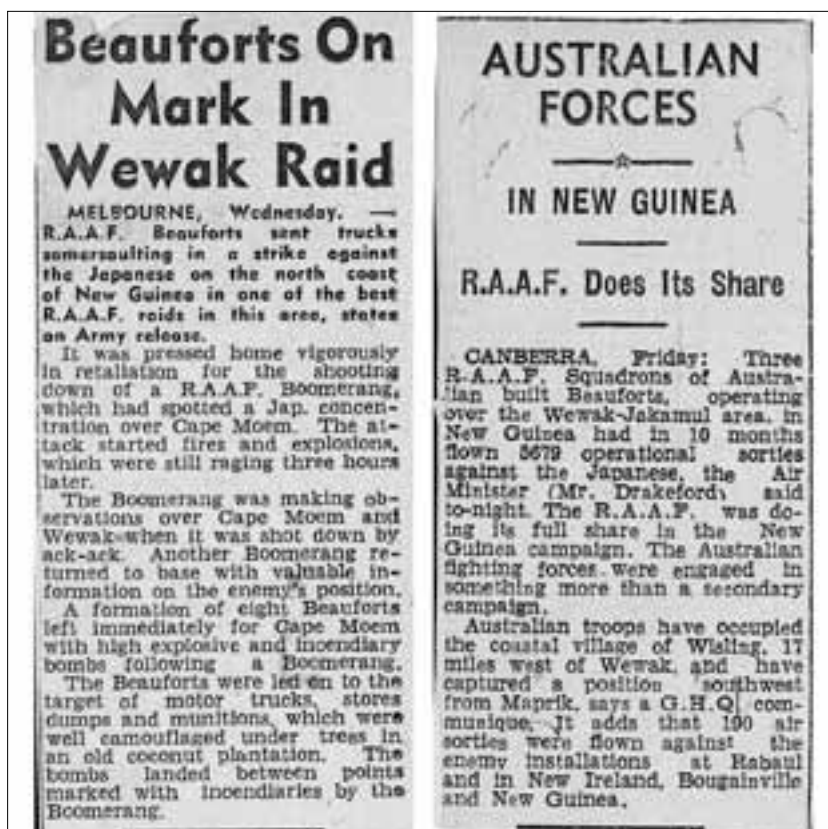 Beauforts On
Mark In
Wewak Raid
MELBOURNE, Wednesday. —
R.A.A.F. Beauforts sent trucks
somersaulting in a strike against
the Japanese on the north coast
of New Guinea in one of the best
R.A.A.F. raids in this area, states
an Army release.
It was pressed home vigorously
in retaliation for the shooting
down of a R.A.A.F. Boomerang,
which had spotted a Jap. concen-
tration over Cape Moem. The at-
tack started fires and explosions,
which were still raging three hours
later.
The Boomerang was making ob-
servations over Cape Moem and
Wewak when it was shot down by
ack-ack. Another Boomerang re-
turned to base with valuable in-
formation on the enemy's position.
A formation of eight Beauforts
left immediately for Cape Moem
with high explosive and incendiary
bombs following a Boomerang.
The Beauforts were led on to the
target of motor trucks, stores
dumps and munitions, which were
well camouflaged under tress in
an old coconut plantation. The
bombs landed between points
marked with incendiaries by the
Boomerang.
AUSTRALIAN
FORCES
IN NEW GUINEA
R.A.A.F. Does Its Share
CANBERRA, Friday: Three
R.A.A.F. Squadrons of Austra-
lian built Beauforts, operating
over the Wewak-Jakamul area, in
New Guinea had in 10 months
flown 5679 operational sorties
against the Japanese, the Air
Minister (Mr. Drakeford) said
to-night. The R.A.A.F. was do-
ing its full share in the New
Guinea campaign. The Australian
fighting forces were engaged in
something more than a secondary
campaign.
Australian troops have occupied
the coastal village of Wisling, 17
miles west of Wewak, and have
captured a position southwest
from Maprik, says a G.H.Q. com-
musique. It adds that 190 air
sorties were flown against the
enemy installations at Rabaul
and in New Ireland, Bougainville
and New Guinea.